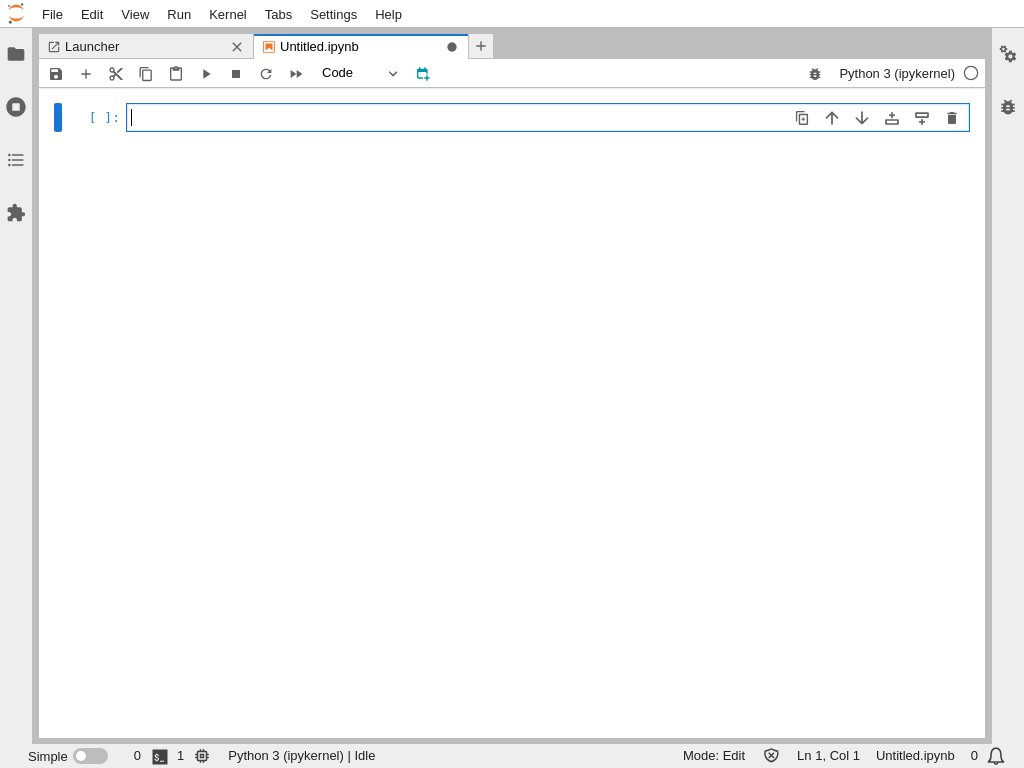 File Edit View Run Kernel Tabs Settings Help
Launcher Untitled.ipynb
Code Python 3 (ipykernel)
[ ]:
Simple 0 $_ 1 Python 3 (ipykernel) | Idle Mode: Edit Ln 1, Col 1 Untitled.ipynb 0